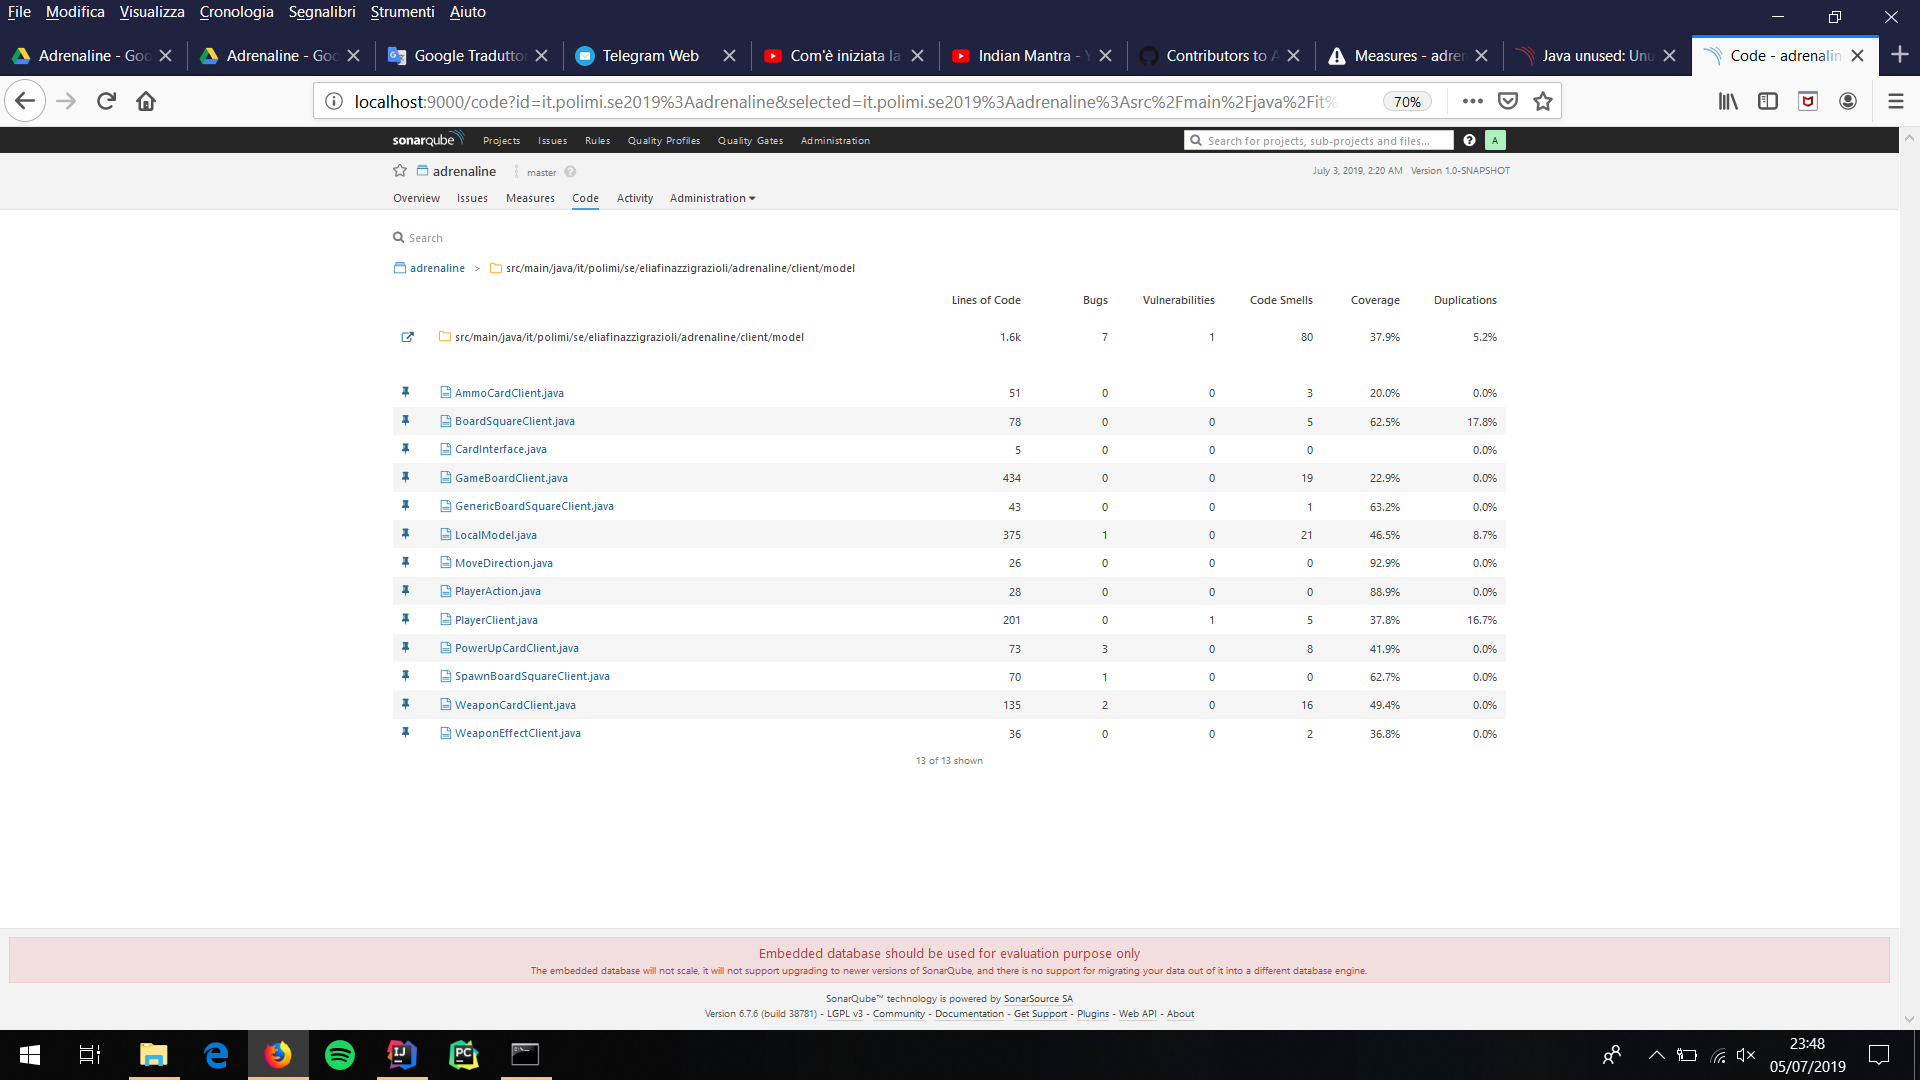 File Modifica Visualizza Cronologia Segnalibri Strumenti Aiuto
Adrenaline - Goo Adrenaline - Goo Google Traduttor Telegram Web Com'è iniziata la Indian Mantra - Y Contributors to A Measures - adren Java unused: Unu Code - adrenalin
localhost:9000/code?id=it.polimi.se2019%3Aadrenaline&selected=it.polimi.se2019%3Aadrenaline%3Asrc%2Fmain%2Fjava%2Fit% 70%
sonarqube Projects Issues Rules Quality Profiles Quality Gates Administration Search for projects, sub-projects and files... A
adrenaline master July 3, 2019, 2:20 AM Version 1.0-SNAPSHOT
Overview Issues Measures Code Activity Administration
Search
adrenaline > src/main/java/it/polimi/se/eliafinazzigrazioli/adrenaline/client/model
Lines of Code Bugs Vulnerabilities Code Smells Coverage Duplications
src/main/java/it/polimi/se/eliafinazzigrazioli/adrenaline/client/model 1.6k 7 1 80 37.9% 5.2%
AmmoCardClient.java 51 0 0 3 20.0% 0.0%
BoardSquareClient.java 78 0 0 5 62.5% 17.8%
CardInterface.java 5 0 0 0 0.0%
GameBoardClient.java 434 0 0 19 22.9% 0.0%
GenericBoardSquareClient.java 43 0 0 1 63.2% 0.0%
LocalModel.java 375 1 0 21 46.5% 8.7%
MoveDirection.java 26 0 0 0 92.9% 0.0%
PlayerAction.java 28 0 0 0 88.9% 0.0%
PlayerClient.java 201 0 1 5 37.8% 16.7%
PowerUpCardClient.java 73 3 0 8 41.9% 0.0%
SpawnBoardSquareClient.java 70 1 0 0 62.7% 0.0%
WeaponCardClient.java 135 2 0 16 49.4% 0.0%
WeaponEffectClient.java 36 0 0 2 36.8% 0.0%
13 of 13 shown
Embedded database should be used for evaluation purpose only
The embedded database will not scale, it will not support upgrading to newer versions of SonarQube, and there is no support for migrating your data out of it into a different database engine.
SonarQube™ technology is powered by SonarSource SA
Version 6.7.6 (build 38781) - LGPL v3 - Community - Documentation - Get Support - Plugins - Web API - About
23:48
05/07/2019